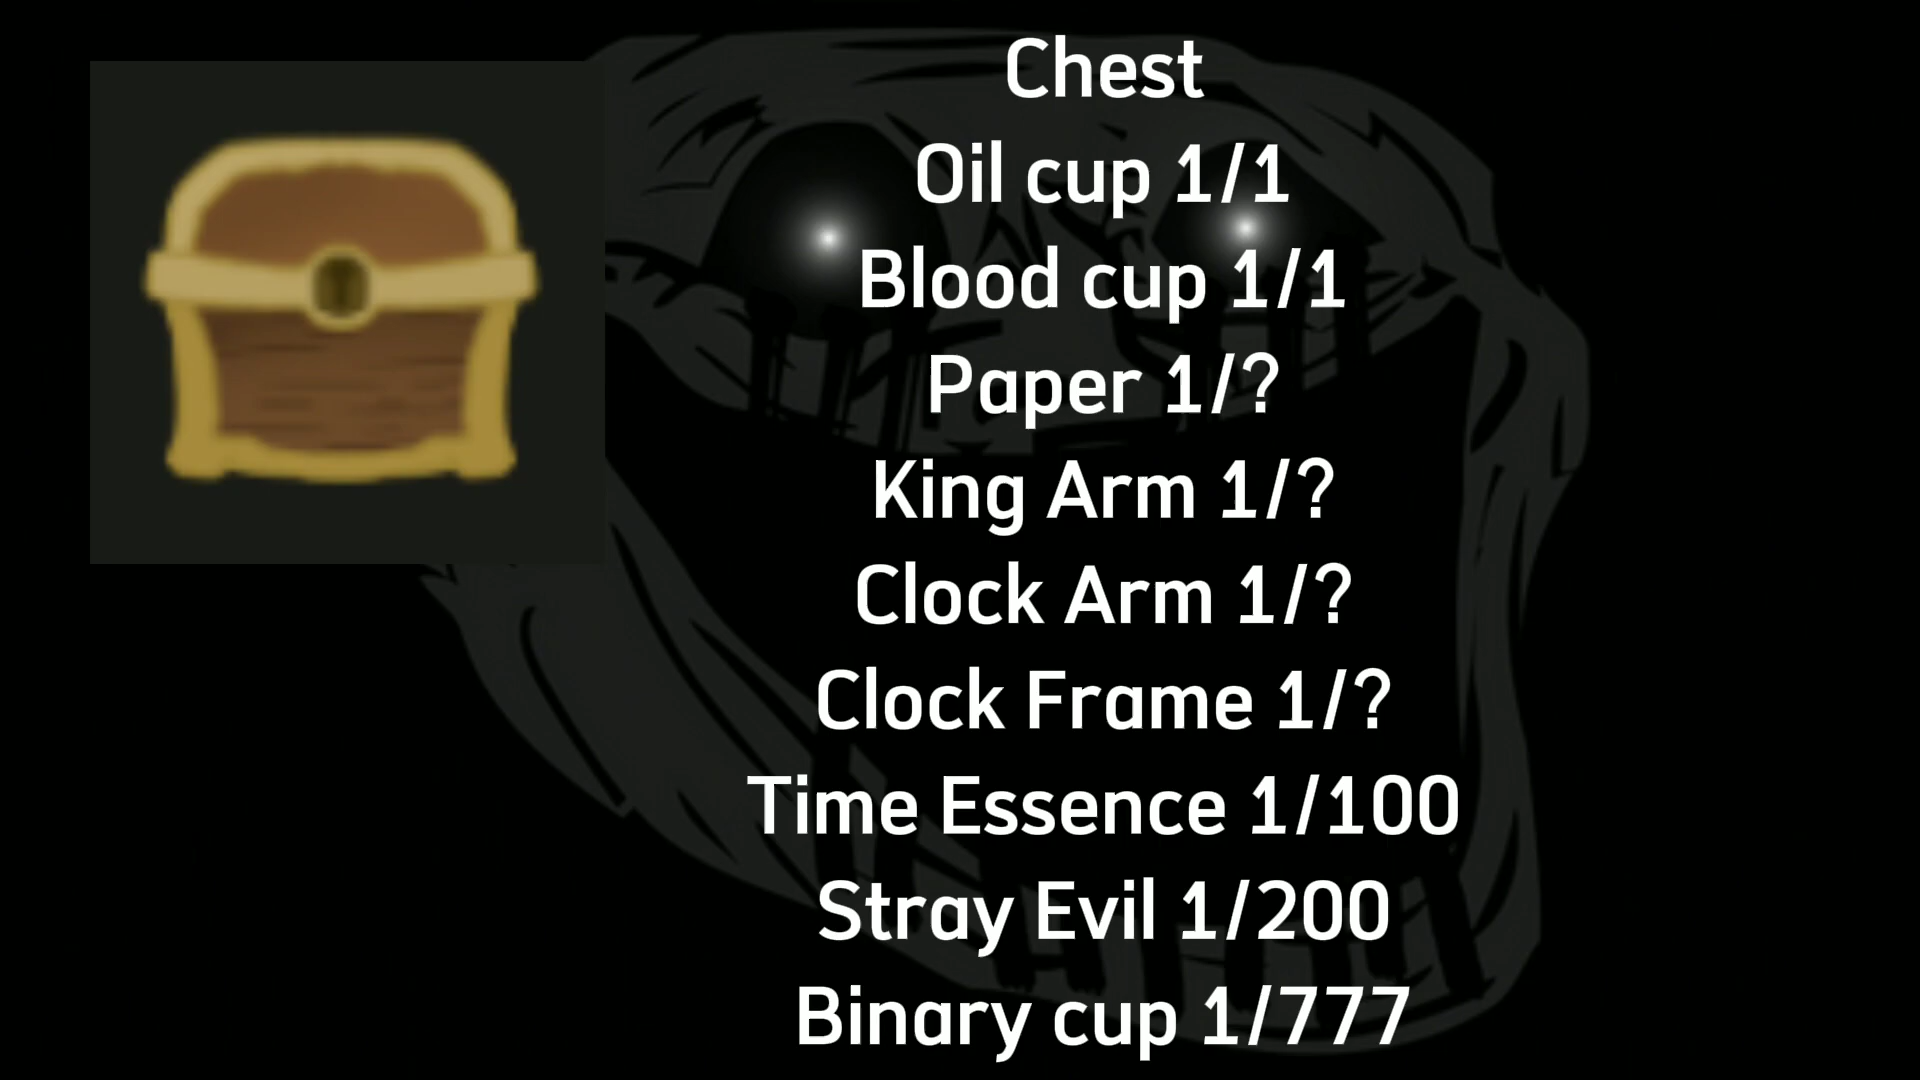 Chest
Oil cup 1/1
Blood cup 1/1
Paper 1/?
King Arm 1/?
Clock Arm 1/?
Clock Frame 1/?
Time Essence 1/100
Stray Evil 1/200
Binary cup 1/777